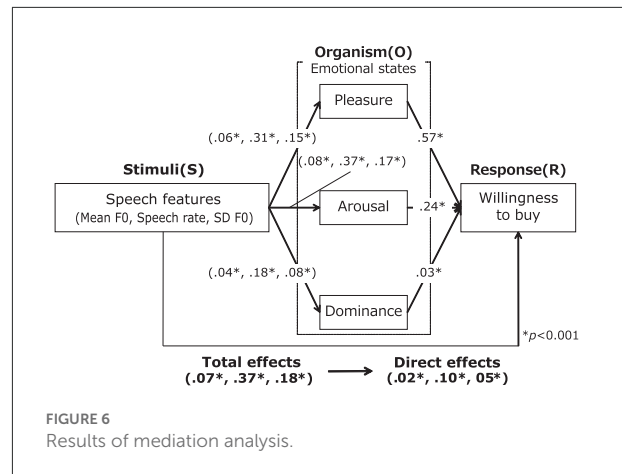 Organism(O)
Emotional states
Pleasure
(.06*, .31*, .15*)
.57*
(.08*, .37*, .17*)
Stimuli(S)
Response(R)
Speech features
(Mean F0, Speech rate, SD F0)
Arousal
.24*
Willingness
to buy
(.04*, .18*, .08*)
.03*
Dominance
*p<0.001
Total effects
(.07*, .37*, .18*)
Direct effects
(.02*, .10*, 05*)
FIGURE 6
Results of mediation analysis.